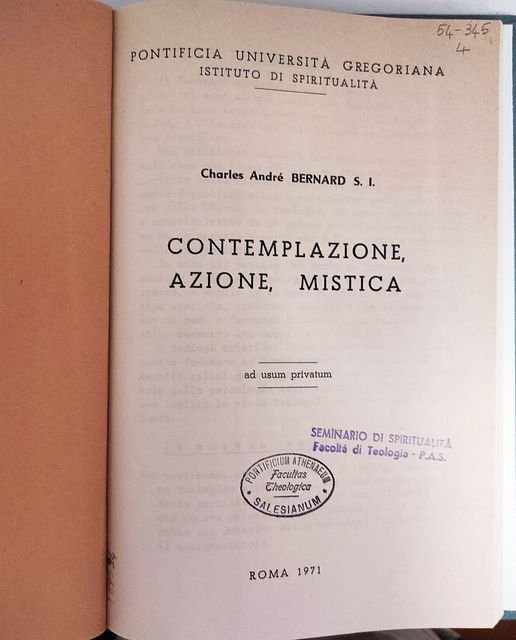 54-345
4
PONTIFICIA UNIVERSITÀ GREGORIANA
ISTITUTO DI SPIRITUALITÀ
Charles André BERNARD S. I.
CONTEMPLAZIONE,
AZIONE, MISTICA
ad usum privatum
SEMINARIO DI SPIRITUALITÀ
Facoltà di Teologia - P.A.S.
PONTIFICIUM ATHENAEUM
Facultas
Theologica
SALESIANUM
ROMA 1971